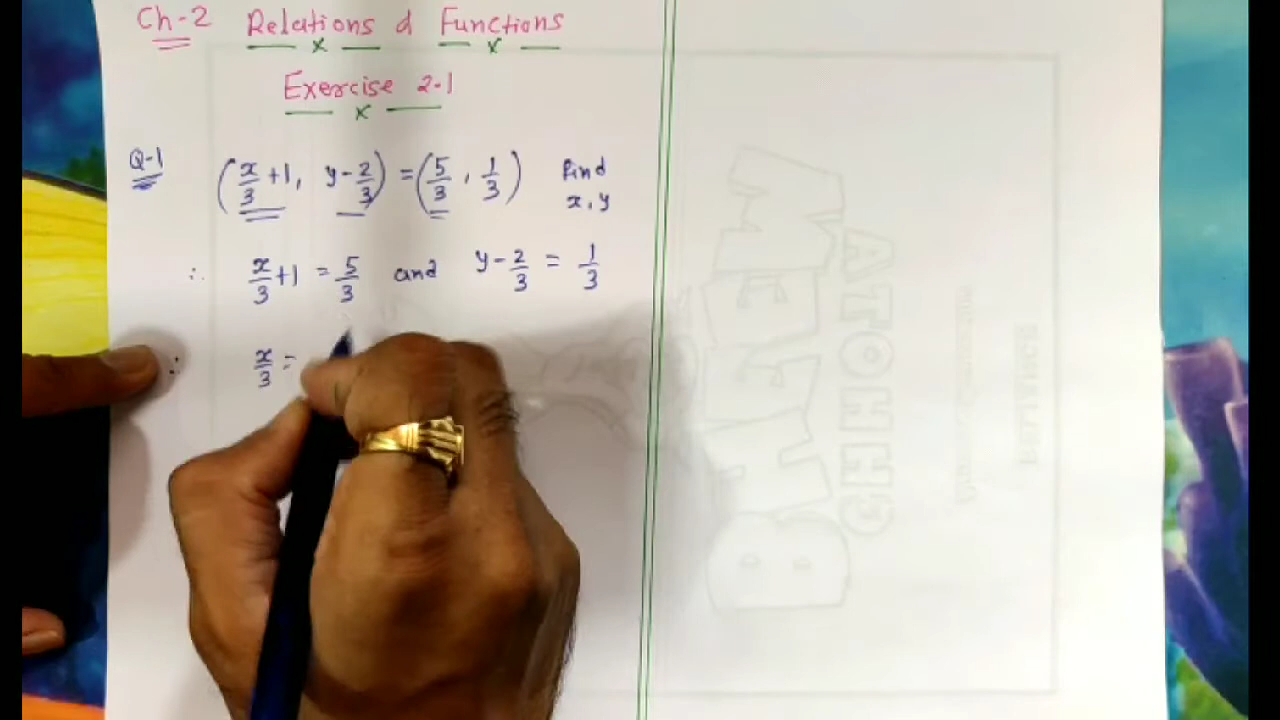 Ch-2 Relations & Functions
Exercise 2.1
Q-1 (x/3 +1, y-2/3) = (5/3, 1/3) Find x, y
∴ x/3 +1 = 5/3 and y-2/3 = 1/3
∴ x/3 =